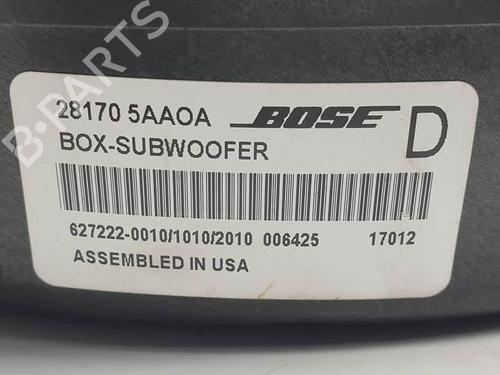 B-PARTS
28170 5AAOA BOSE D
BOX-SUBWOOFER
627222-0010/1010/2010 006425 17012
ASSEMBLED IN USA